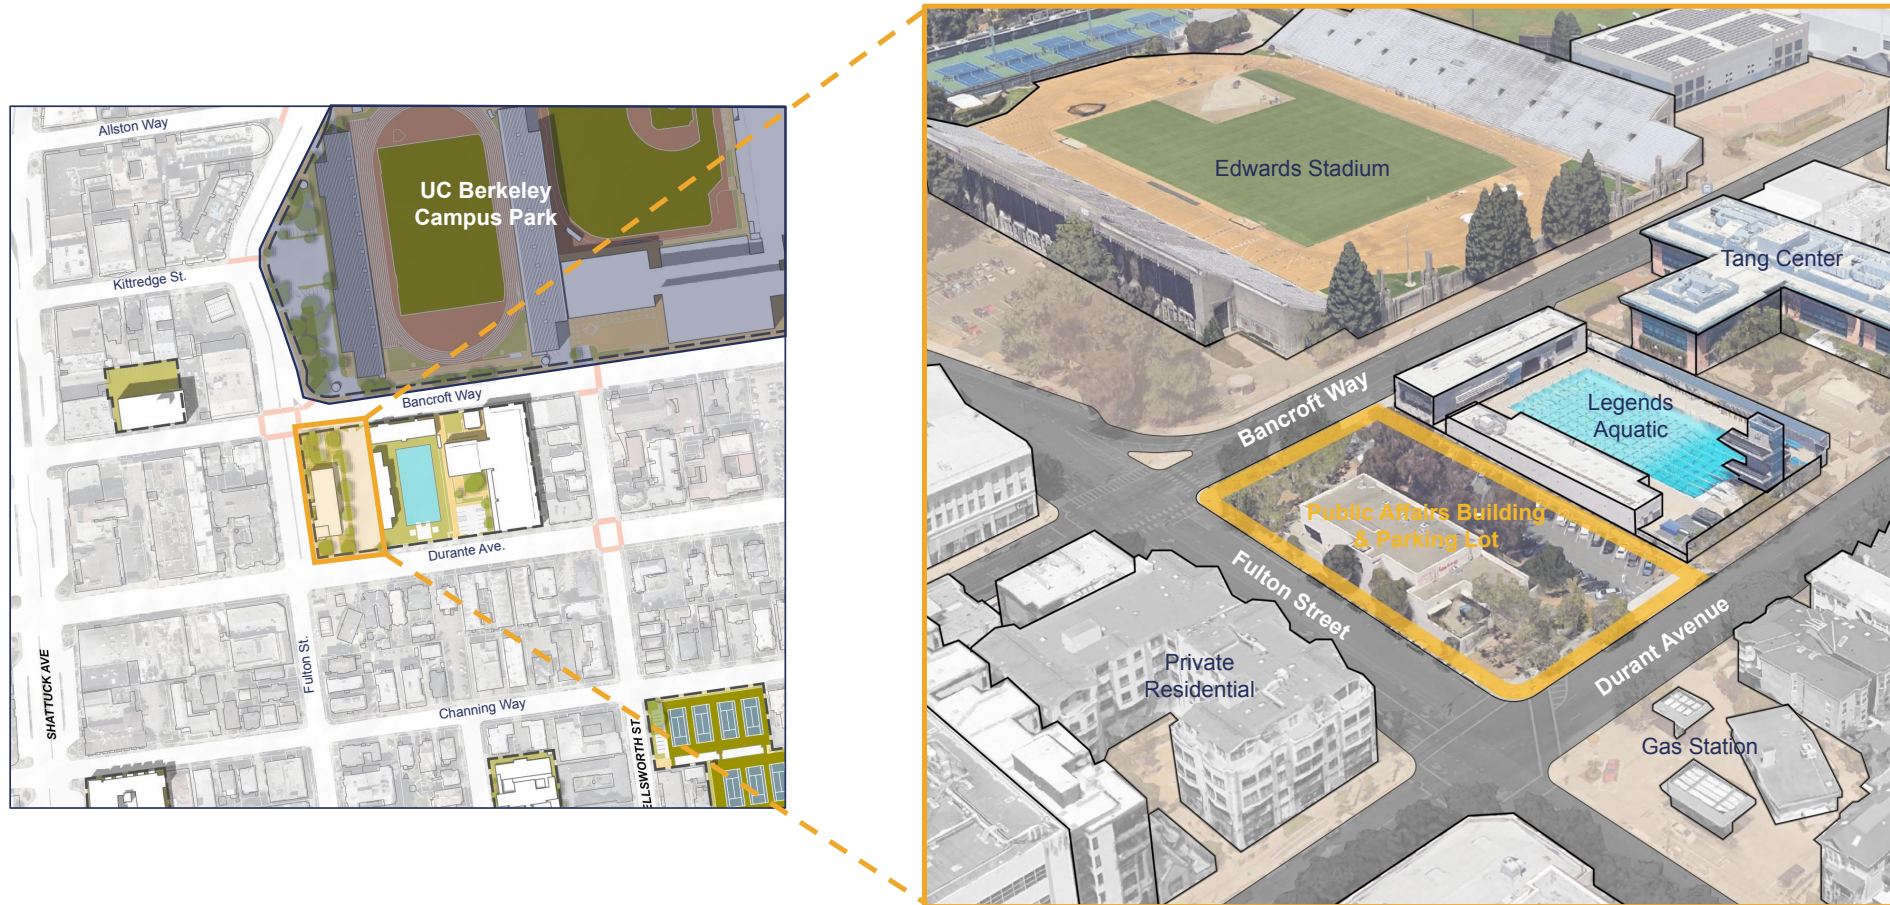 Allston Way
UC Berkeley
Campus Park
Kittredge St.
Bancroft Way
Durante Ave.
Fulton St.
SHATTUCK AVE
Channing Way
ELLSWORTH ST
Edwards Stadium
Tang Center
Legends
Aquatic
Bancroft Way
Public Affairs Building
& Parking Lot
Fulton Street
Durant Avenue
Private
Residential
Gas Station